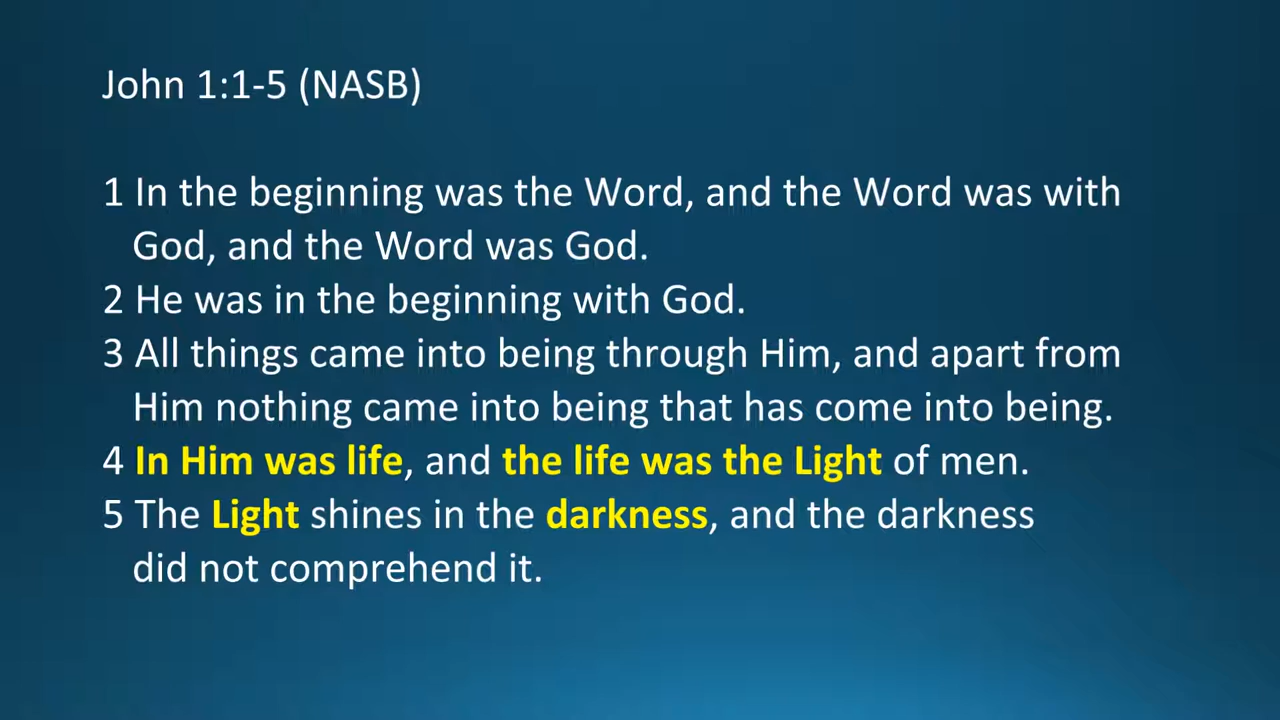 John 1:1-5 (NASB)
1 In the beginning was the Word, and the Word was with
God, and the Word was God.
2 He was in the beginning with God.
3 All things came into being through Him, and apart from
Him nothing came into being that has come into being.
4 In Him was life, and the life was the Light of men.
5 The Light shines in the darkness, and the darkness
did not comprehend it.